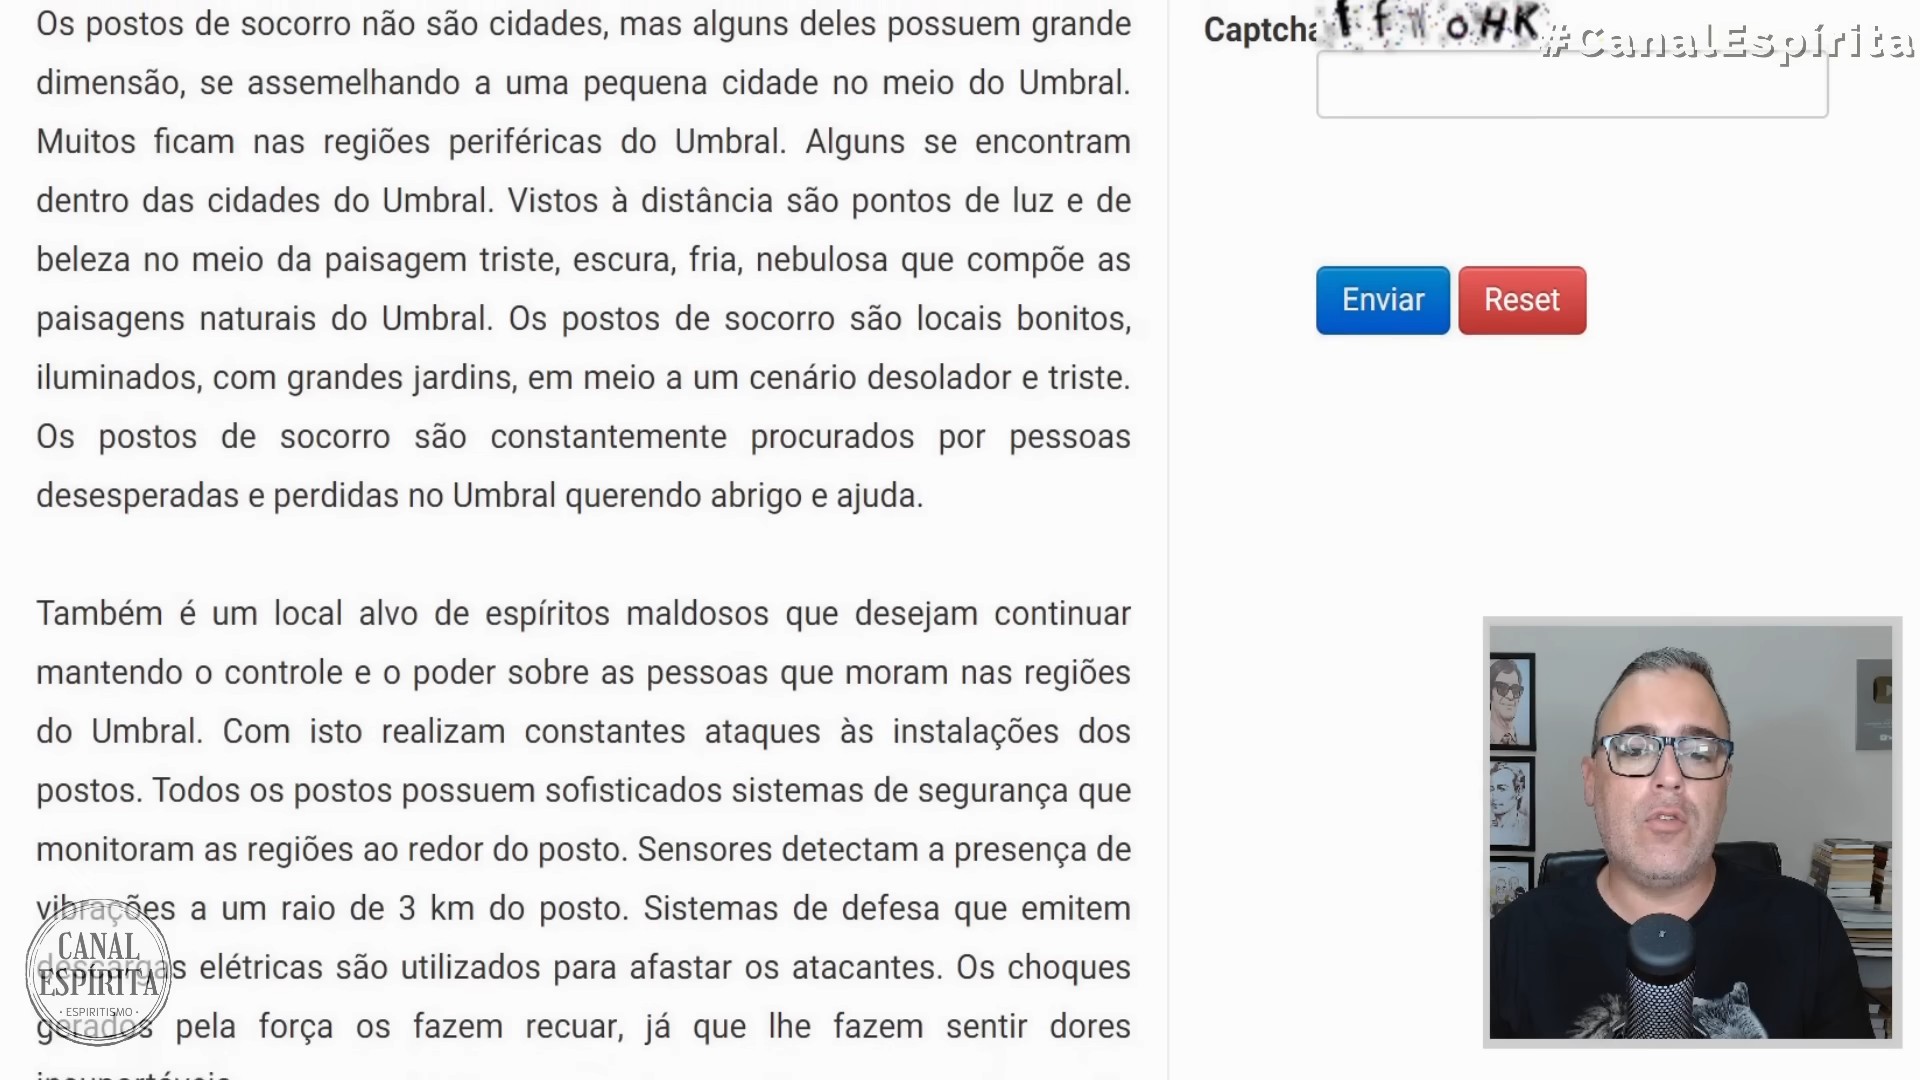 Os postos de socorro não são cidades, mas alguns deles possuem grande
dimensão, se assemelhando a uma pequena cidade no meio do Umbral.
Muitos ficam nas regiões periféricas do Umbral. Alguns se encontram
dentro das cidades do Umbral. Vistos à distância são pontos de luz e de
beleza no meio da paisagem triste, escura, fria, nebulosa que compõe as
paisagens naturais do Umbral. Os postos de socorro são locais bonitos,
iluminados, com grandes jardins, em meio a um cenário desolador e triste.
Os postos de socorro são constantemente procurados por pessoas
desesperadas e perdidas no Umbral querendo abrigo e ajuda.
Também é um local alvo de espíritos maldosos que desejam continuar
mantendo o controle e o poder sobre as pessoas que moram nas regiões
do Umbral. Com isto realizam constantes ataques às instalações dos
postos. Todos os postos possuem sofisticados sistemas de segurança que
monitoram as regiões ao redor do posto. Sensores detectam a presença de
vibrações a um raio de 3 km do posto. Sistemas de defesa que emitem
descargas elétricas são utilizados para afastar os atacantes. Os choques
gerados pela força os fazem recuar, já que lhe fazem sentir dores
Captcha
#CanalEspírita
Enviar Reset
CANAL
ESPÍRITA
· ESPIRITISMO ·